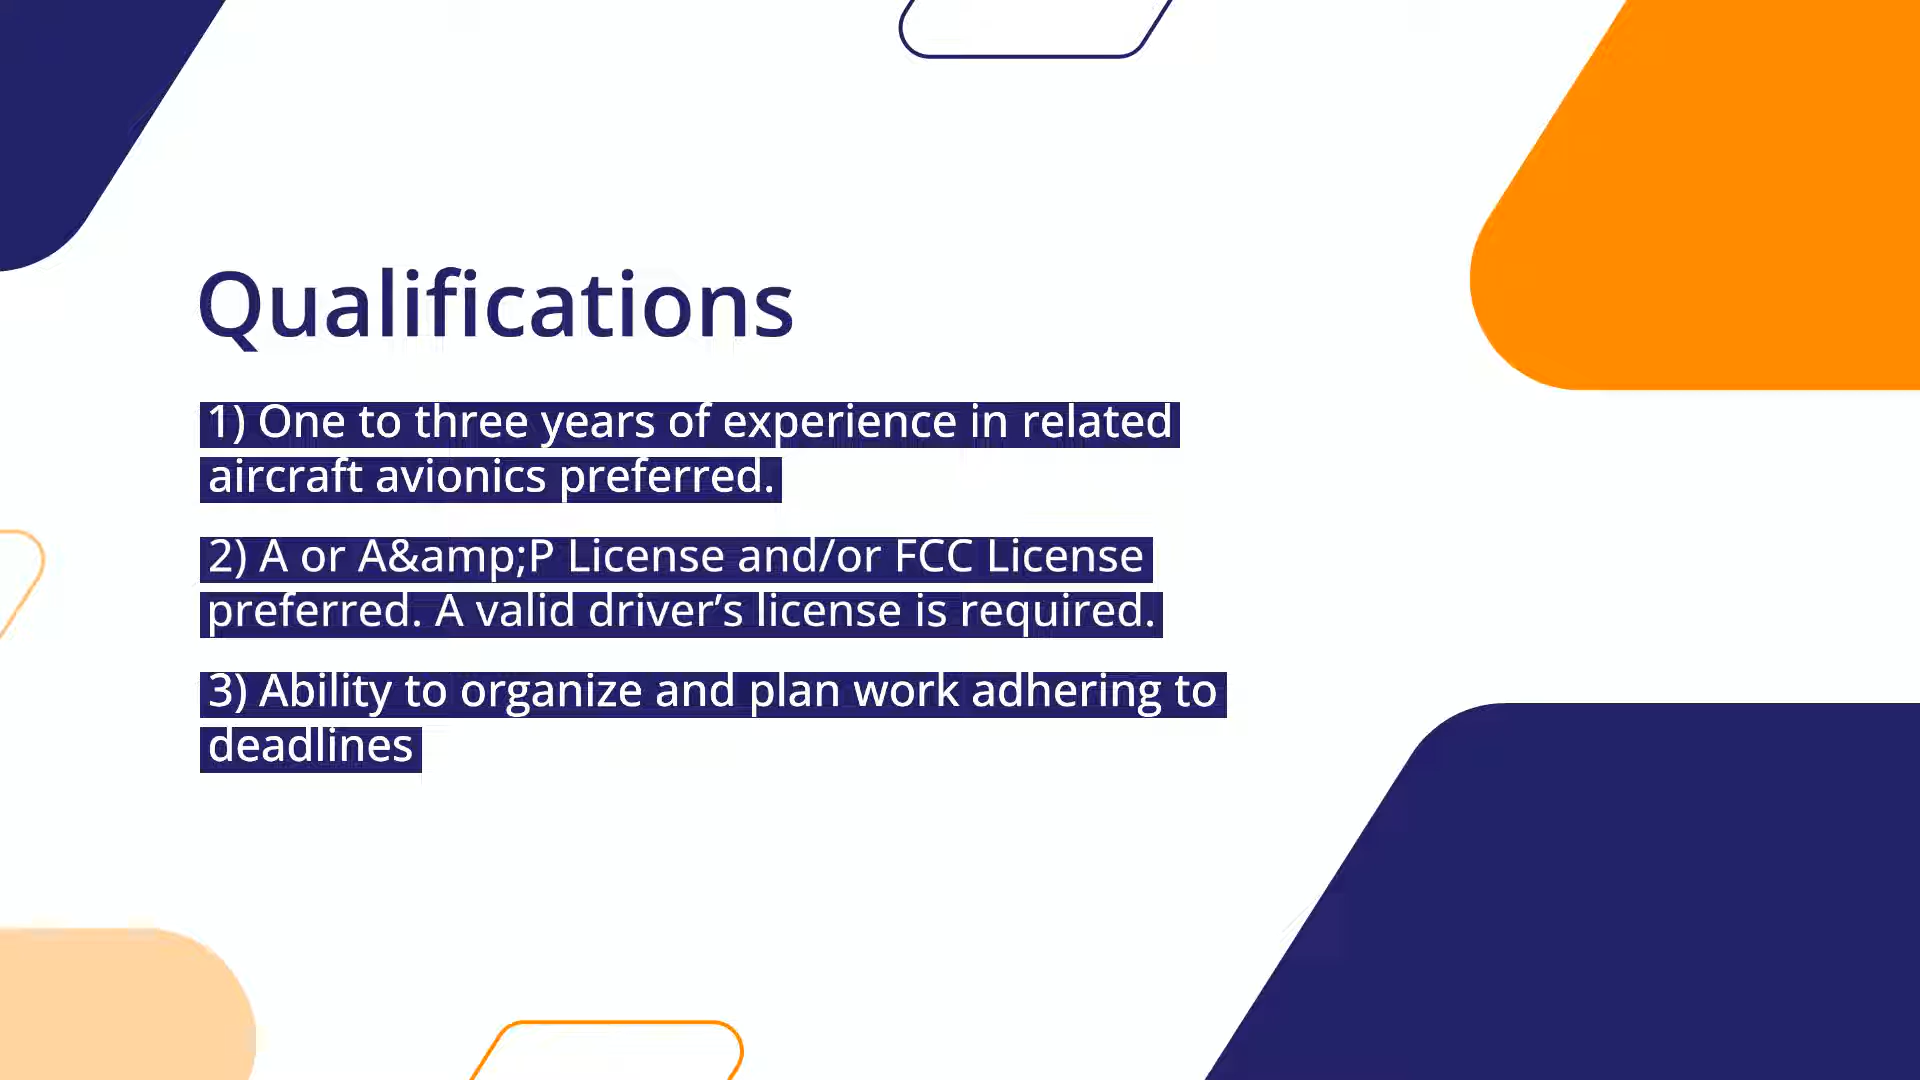 Qualifications
1) One to three years of experience in related
aircraft avionics preferred.
2) A or A&amp;P License and/or FCC License
preferred. A valid driver’s license is required.
3) Ability to organize and plan work adhering to
deadlines